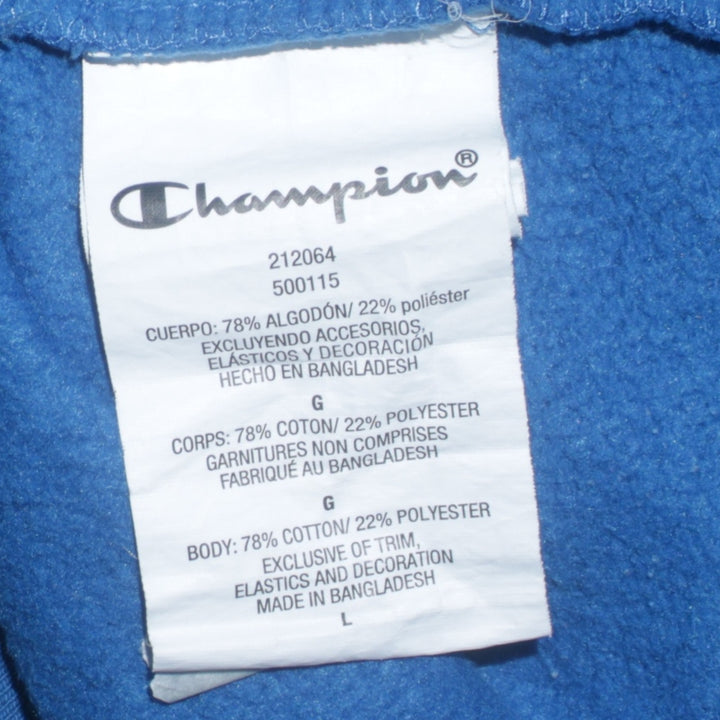 Champion®
212064
500115
CUERPO: 78% ALGODÓN/ 22% poliéster
EXCLUYENDO ACCESORIOS,
ELÁSTICOS Y DECORACIÓN
HECHO EN BANGLADESH
G
CORPS: 78% COTON/ 22% POLYESTER
GARNITURES NON COMPRISES
FABRIQUÉ AU BANGLADESH
G
BODY: 78% COTTON/ 22% POLYESTER
EXCLUSIVE OF TRIM,
ELASTICS AND DECORATION
MADE IN BANGLADESH
L